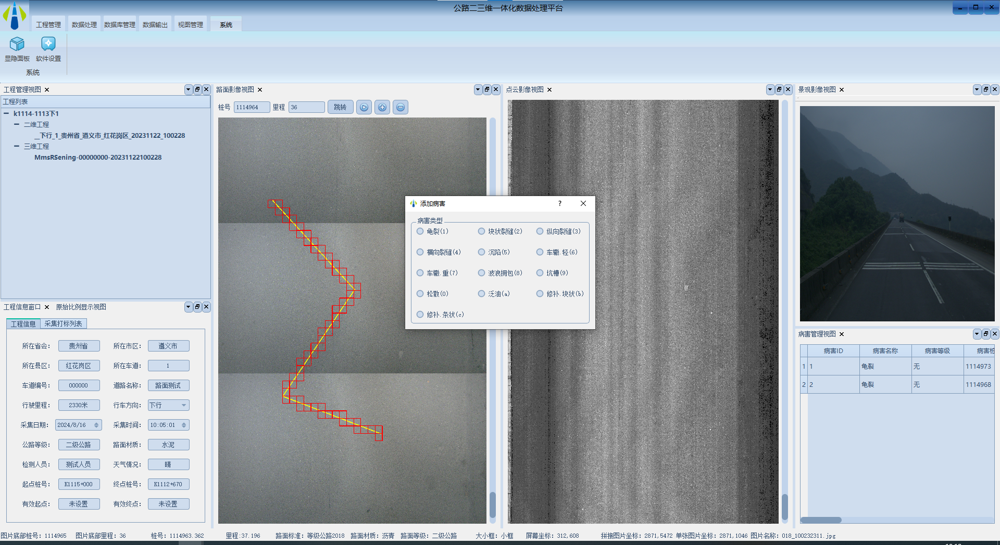 公路二三维一体化数据处理平台
工程管理 数据处理 数据库管理 数据输出 视图管理 系统
显隐面板 软件设置
系统
工程管理视图
工程列表
k1114-1113下1
二维工程
__下行_1_贵州省_遵义市_红花岗区_20231122_100228
三维工程
MmsRSening-00000000-20231122100228
工程信息窗口 原始比例显示视图
工程信息 采集打标列表
所在省会: 贵州省 所在市区: 遵义市
所在县区: 红花岗区 所在车道: 1
车道编号: 000000 道路名称: 路面测试
行驶里程: 2330米 行车方向: 下行
采集日期: 2024/8/16 采集时间: 10:05:01
公路等级: 二级公路 路面材质: 水泥
检测人员: 测试人员 天气情况: 晴
起点桩号: K1115+000 终点桩号: K1112+670
有效起点: 未设置 有效终点: 未设置
路面影像视图
桩号 1114964 里程 36 跳转
点云影像视图
添加病害 ?
病害类型
龟裂(1) 块状裂缝(2) 纵向裂缝(3)
横向裂缝(4) 沉陷(5) 车辙.轻(6)
车辙.重(7) 波浪拥包(8) 坑槽(9)
松散(0) 泛油(a) 修补.块状(b)
修补.条状(c)
景观影像视图
病害管理视图
病害ID 病害名称 病害等级 病害桩
1 1 龟裂 无 1114973
2 2 龟裂 无 1114968
图片底部桩号: 1114965 图片底部里程: 36 桩号: 1114963.362 里程:37.196 路面标准: 等级公路2018 路面材质: 沥青 路面等级: 二级公路 大小框: 小框 屏幕坐标: 312,608 拼接图片坐标: 2871,5472 单张图片坐标: 2871,1046 图片名称: 018_100232311.jpg